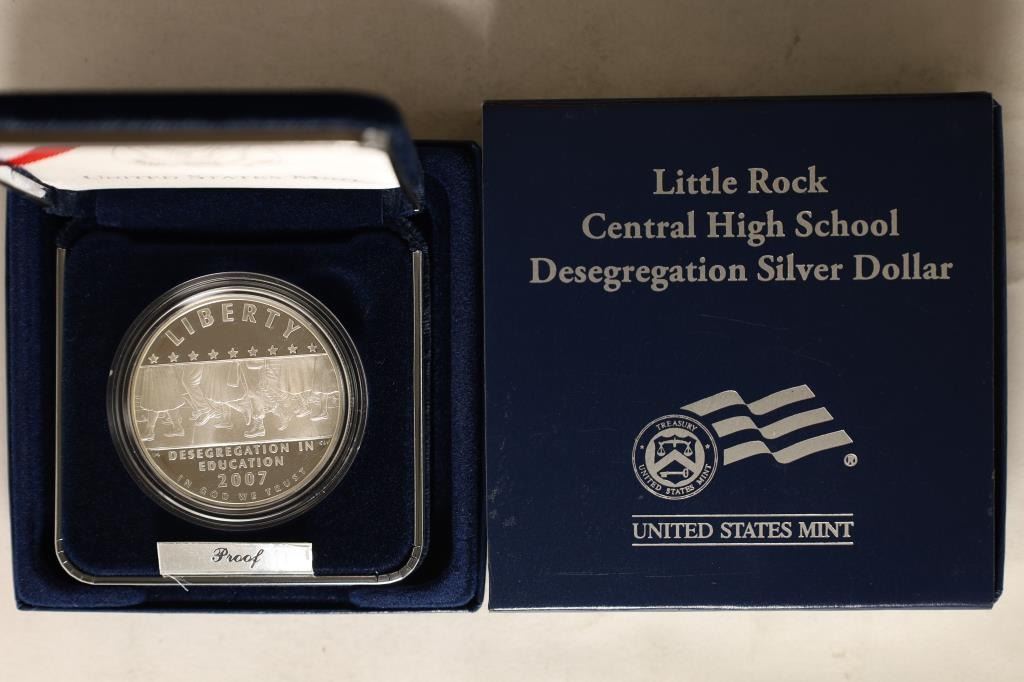 UNITED STATES MINT
LIBERTY
DESEGREGATION IN
EDUCATION
2007
IN GOD WE TRUST
Proof
Little Rock
Central High School
Desegregation Silver Dollar
TREASURY
UNITED STATES MINT
®
UNITED STATES MINT